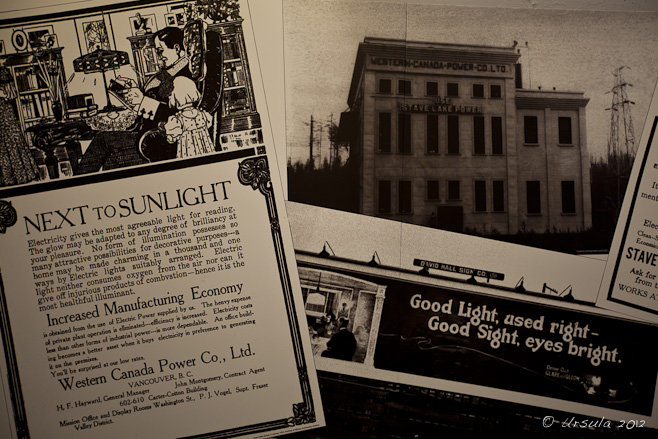 NEXT TO SUNLIGHT
Electricity gives the most agreeable light for reading.
The glow may be adapted to any degree of brilliancy at
your pleasure. No form of illumination possesses so
many attractive possibilities for decorative purposes—a
home may be made charming in a thousand and one
ways by Electric lights suitably arranged. Electric
light neither consumes oxygen from the air nor can it
give off injurious products of combustion—hence it is the
most healthful illuminant.
Increased Manufacturing Economy
is obtained from the use of Electric Power supplied by us. The heavy expense
of private plant operation is eliminated—efficiency is increased. Electricity costs
less than other forms of industrial power—is more dependable. An office build-
ing becomes a better asset when it buys electricity in preference to generating
it on the premises.
You'll be surprised at our low rates.
Western Canada Power Co., Ltd.
VANCOUVER, B. C.
H. F. Hayward, General Manager John Montgomery, Contract Agent
602-610 Carter-Cotton Building
Mission Office and Display Rooms Washington St., P. J. Vogel, Supt. Fraser
Valley District.
WESTERN-CANADA-POWER-CO. LTD.
STAVE LAKE POWER
DAVID HALL SIGN CO.
Good Light, used right-
Good Sight, eyes bright.
It
ment
Elec
STAVE
Ask for
from
WORKS A
© Ursula 2012